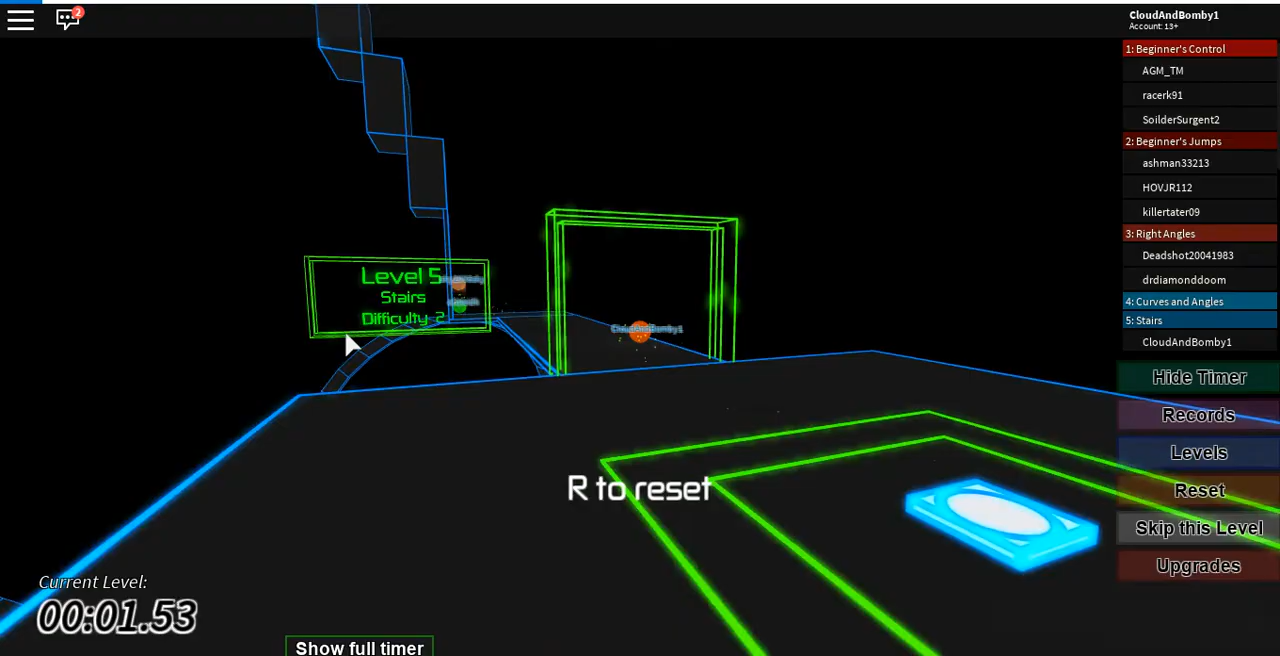 2
CloudAndBomby1
Account: 13+
1: Beginner's Control
AGM_TM
racerk91
SoilderSurgent2
2: Beginner's Jumps
ashman33213
HOVJR112
killertater09
3: Right Angles
Deadshot20041983
drdiamonddoom
4: Curves and Angles
5: Stairs
CloudAndBomby1
Hide Timer
Records
Levels
Reset
Skip this Level
Upgrades
Level 5
Stairs
Difficulty 2
CloudAndBomby1
R to reset
Current Level:
00:01.53
Show full timer